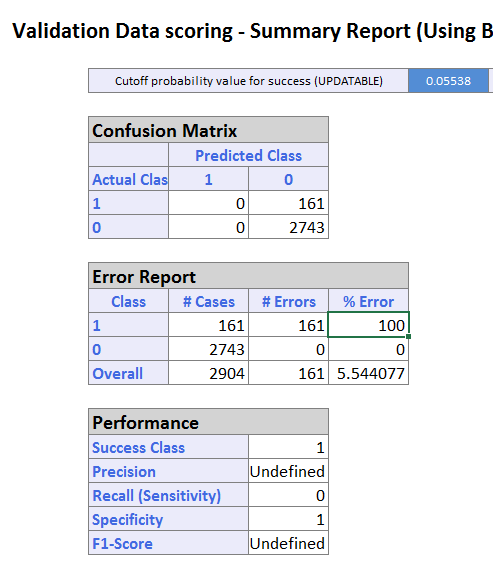 Validation Data scoring - Summary Report (Using B
Cutoff probability value for success (UPDATABLE) 0.05538
Confusion Matrix
Predicted Class
Actual Clas 1 0
1 0 161
0 0 2743
Error Report
Class # Cases # Errors % Error
1 161 161 100
0 2743 0 0
Overall 2904 161 5.544077
Performance
Success Class 1
Precision Undefined
Recall (Sensitivity) 0
Specificity 1
F1-Score Undefined